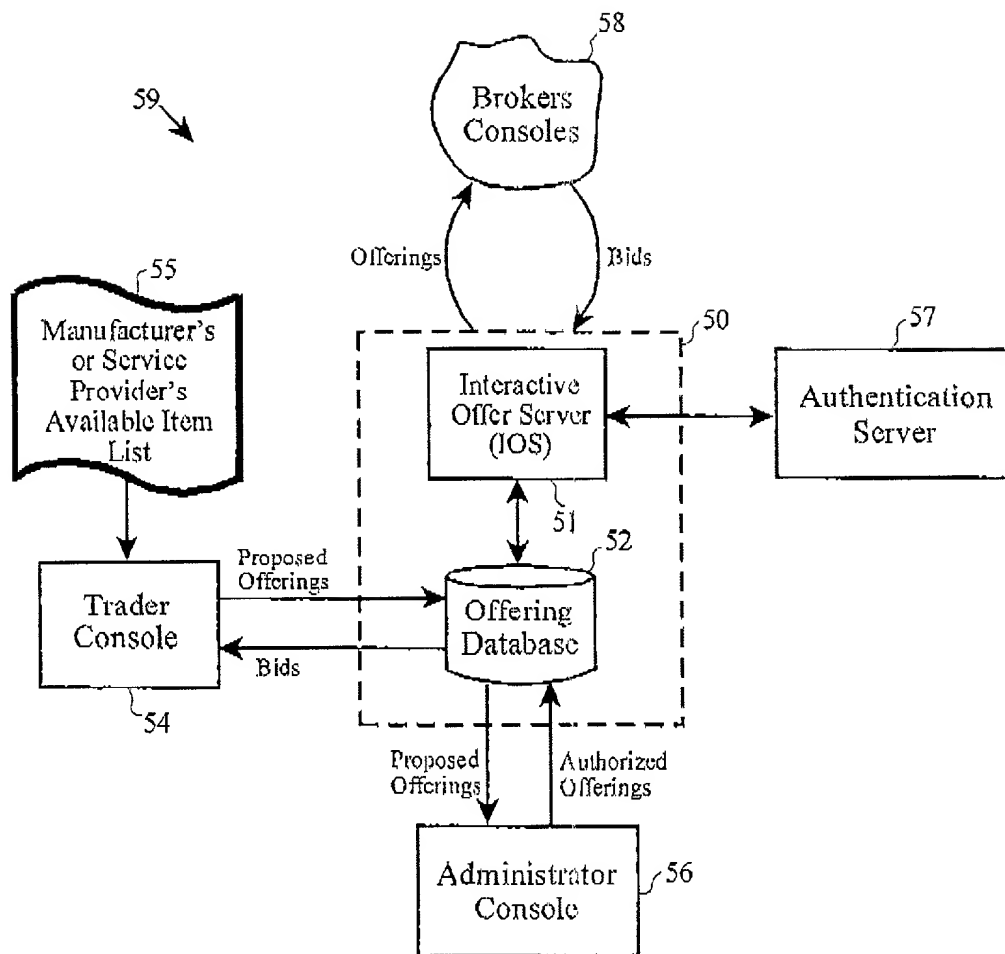 58
Brokers
Consoles
59
Offerings
Bids
55
Manufacturer's
or Service
Provider's
Available Item
List
50
57
Interactive
Offer Server
(IOS)
Authentication
Server
51
52
Proposed
Offerings
Trader
Console
Offering
Database
Bids
54
Proposed
Offerings
Authorized
Offerings
Administrator
Console
56